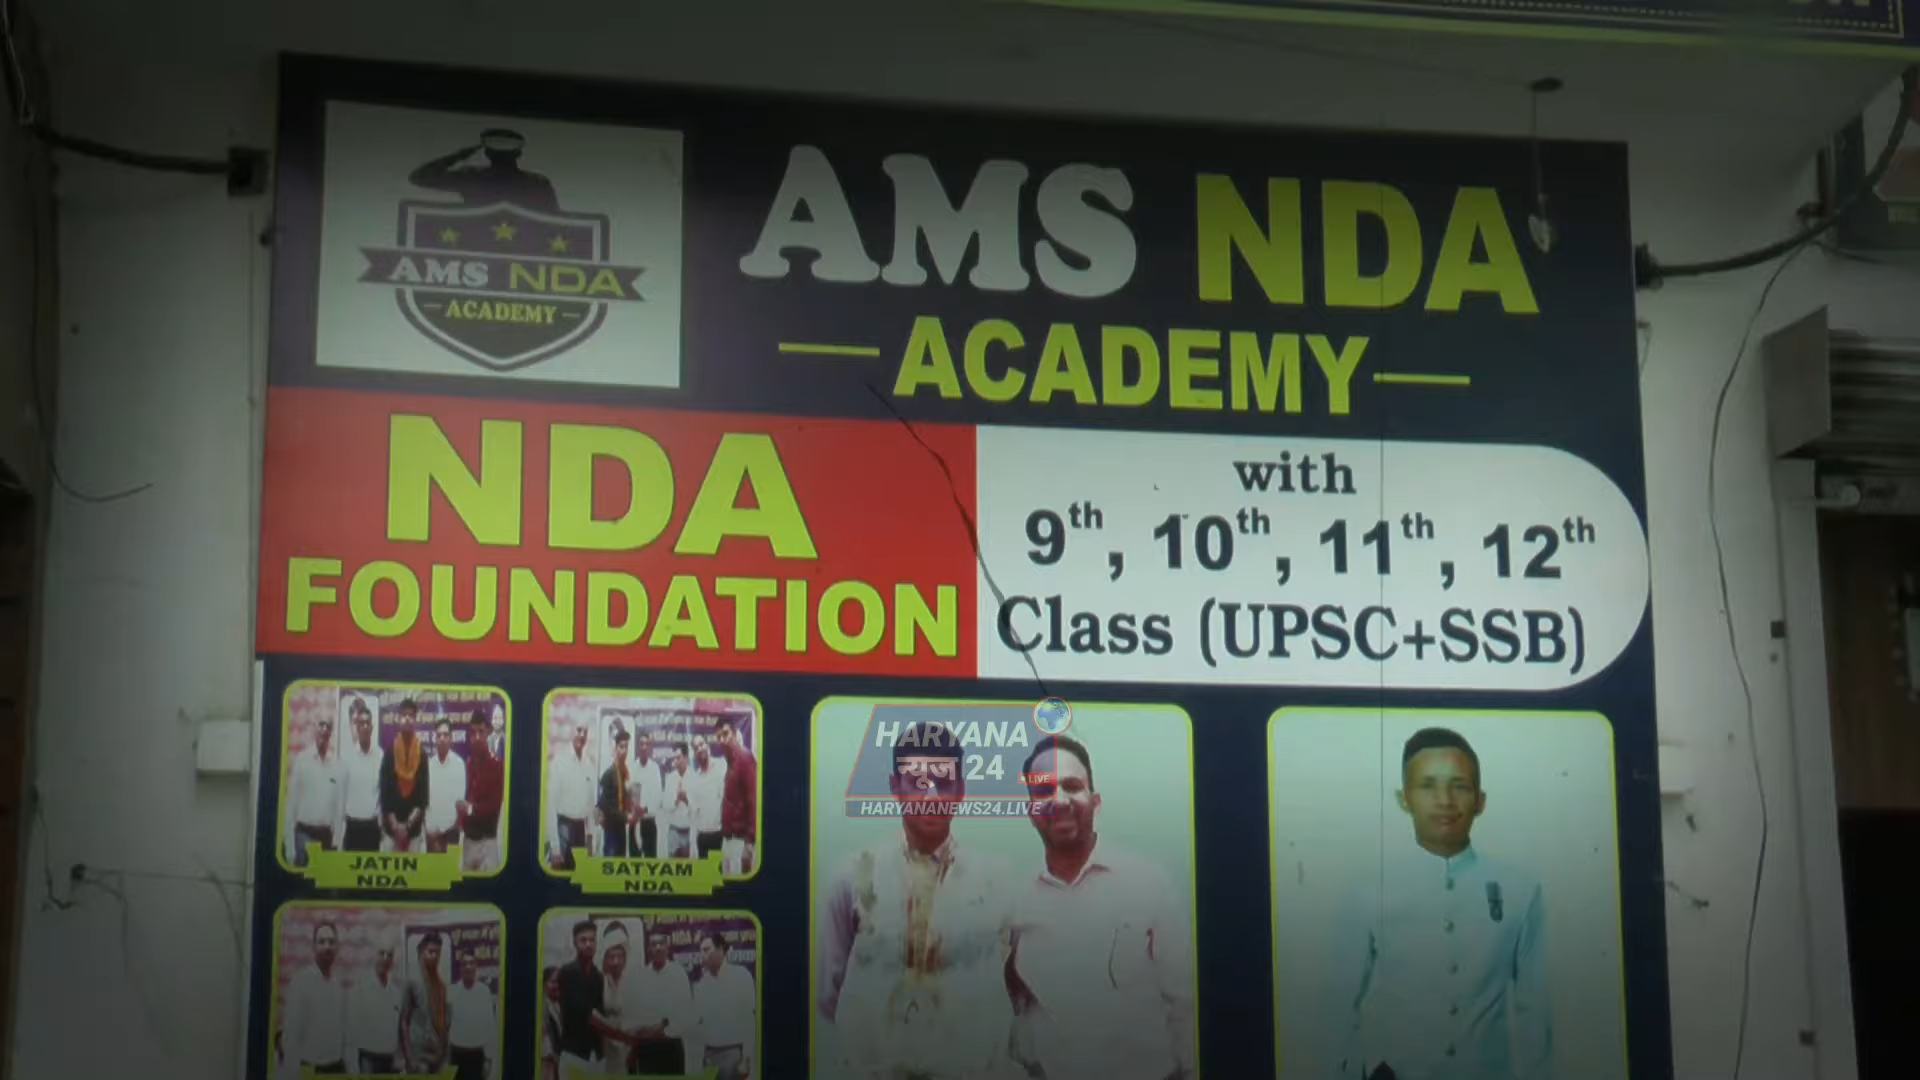 AMS NDA
ACADEMY
AMS NDA
ACADEMY
NDA
FOUNDATION
with
9th, 10th, 11th, 12th
Class (UPSC+SSB)
JATIN
NDA
SATYAM
NDA
HARYANA
न्यूज 24
LIVE
HARYANANEWS24.LIVE